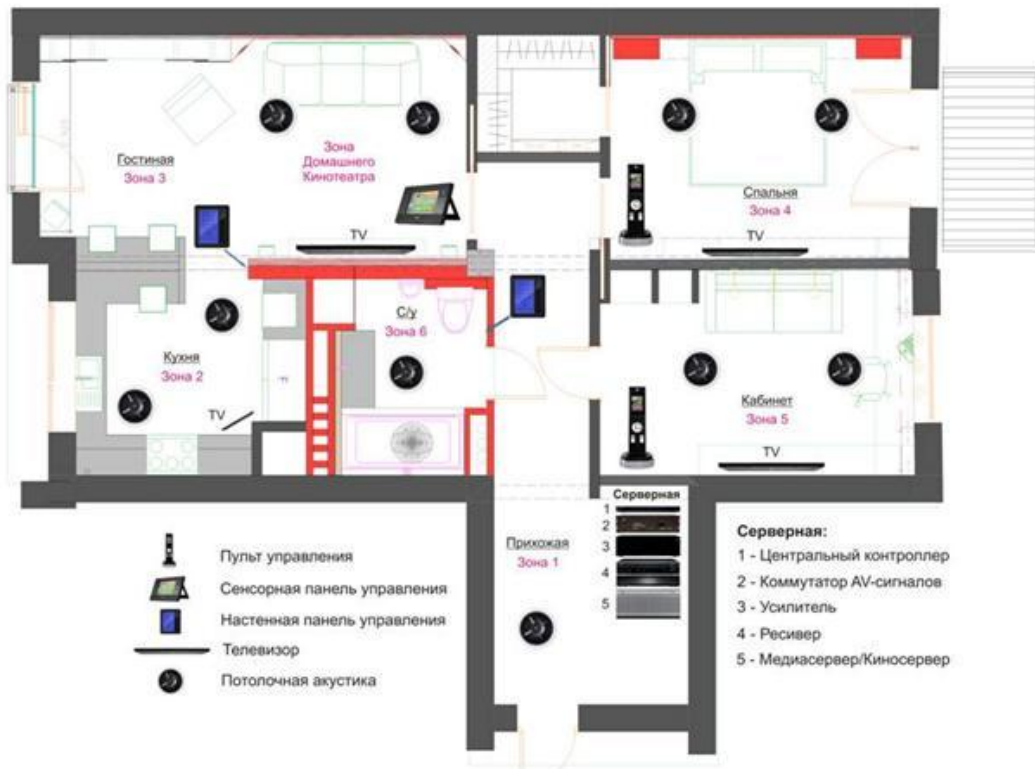 Гостиная
Зона 3
Зона
Домашнего
Кинотеатра
TV
Спальня
Зона 4
TV
С/у
Зона 6
Кухня
Зона 2
TV
Кабинет
Зона 5
TV
Прихожая
Зона 1
Серверная
1
2
3
4
5
Пульт управления
Сенсорная панель управления
Настенная панель управления
Телевизор
Потолочная акустика
Серверная:
1 - Центральный контроллер
2 - Коммутатор AV-сигналов
3 - Усилитель
4 - Ресивер
5 - Медиасервер/Киносервер